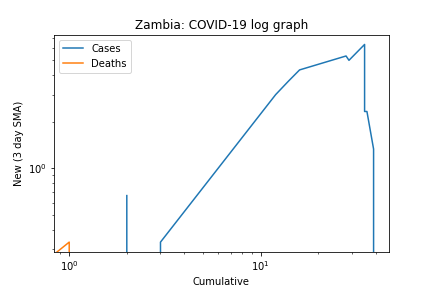 Zambia: COVID-19 log graph
Cases
Deaths
New (3 day SMA)
10⁰
10⁰
10¹
Cumulative